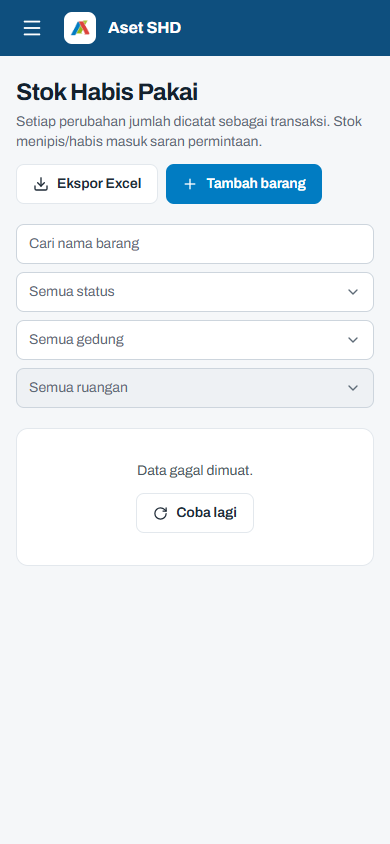 Aset SHD
Stok Habis Pakai
Setiap perubahan jumlah dicatat sebagai transaksi. Stok
menipis/habis masuk saran permintaan.
Ekspor Excel
Tambah barang
Cari nama barang
Semua status
Semua gedung
Semua ruangan
Data gagal dimuat.
Coba lagi